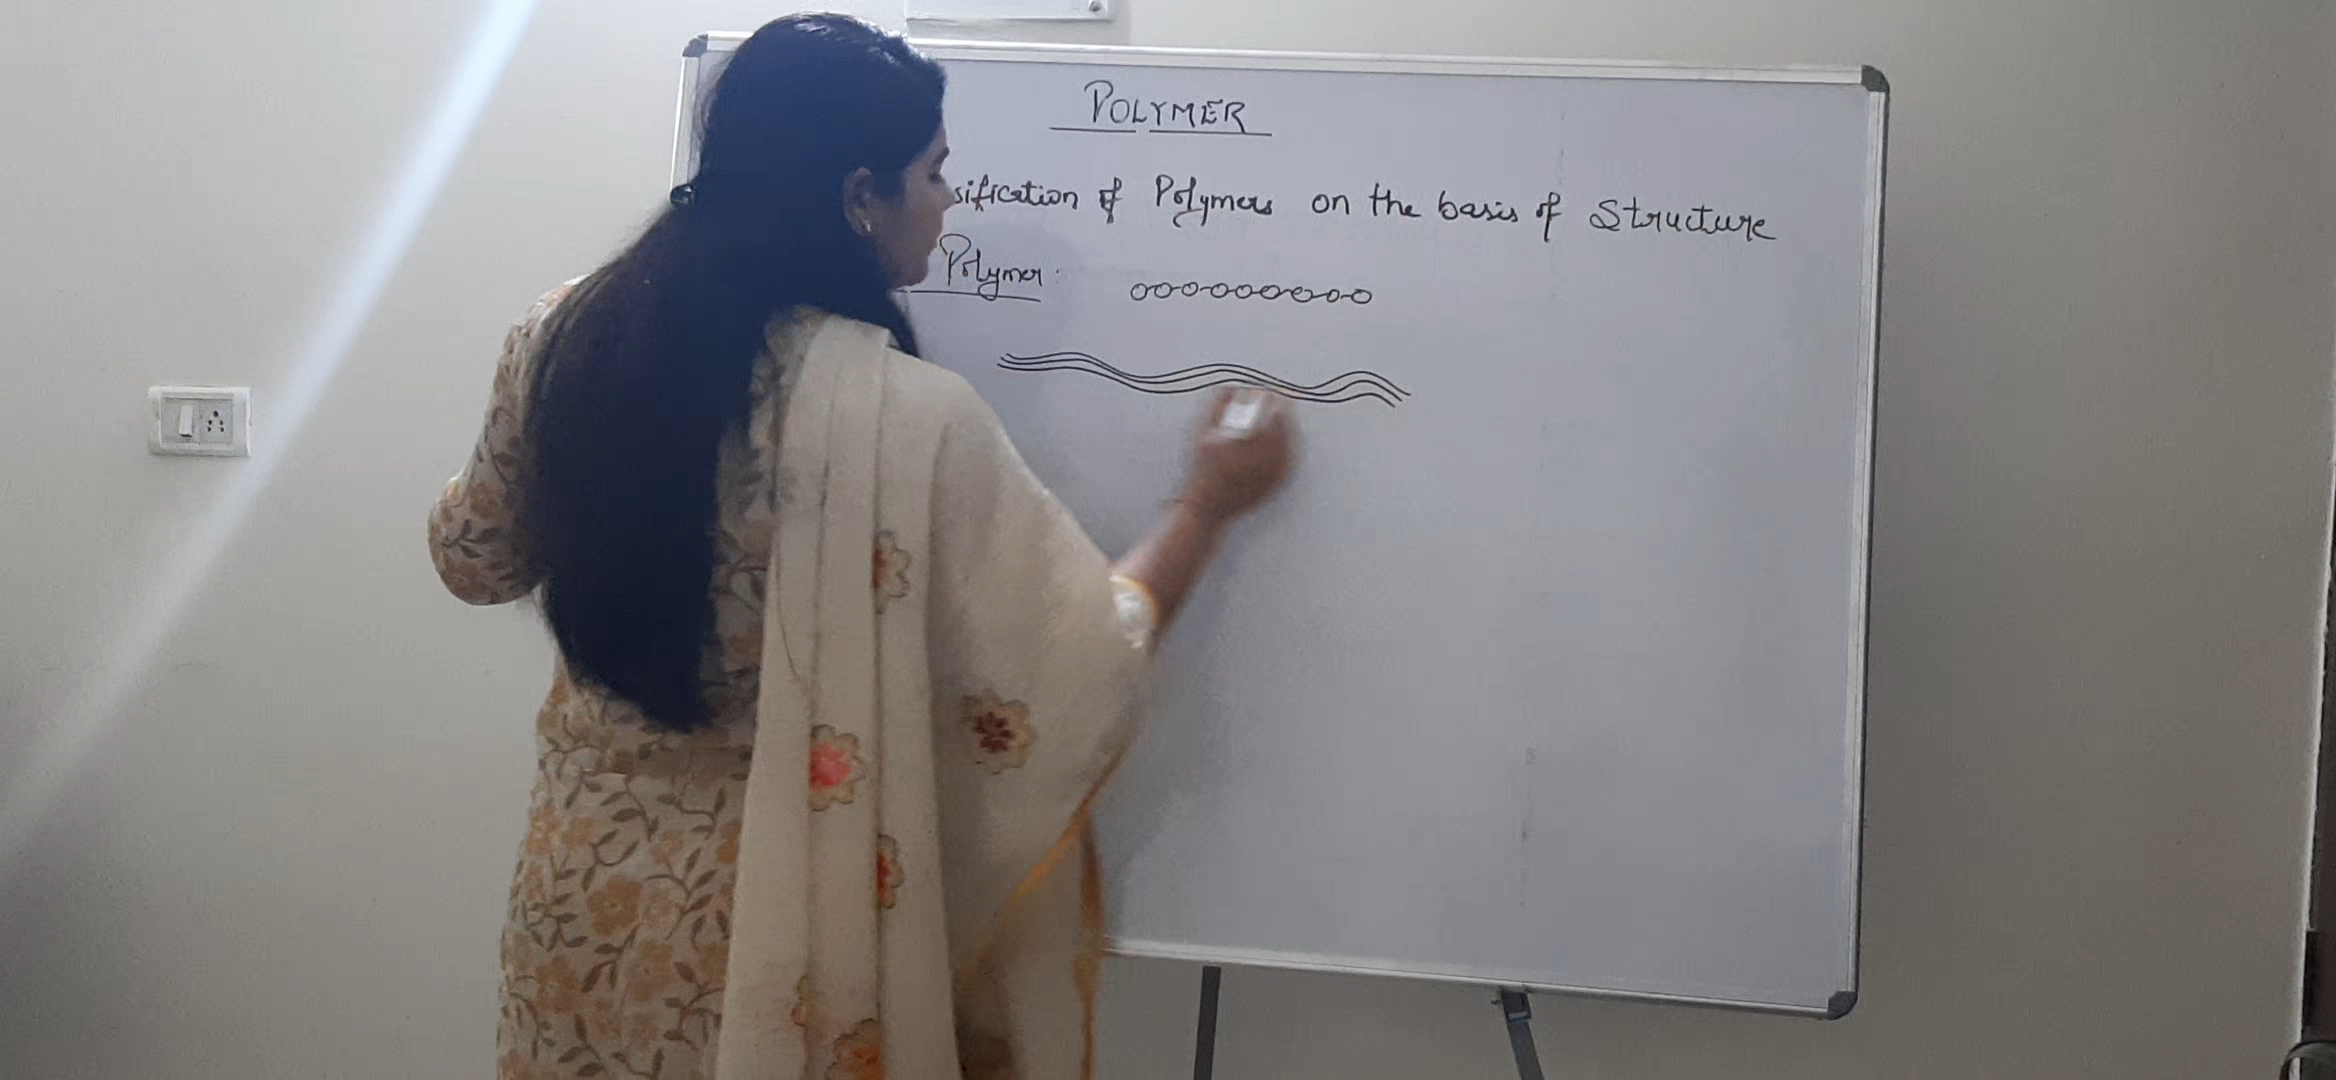 POLYMER
sification of Polymers on the basis of Structure
Polymer: